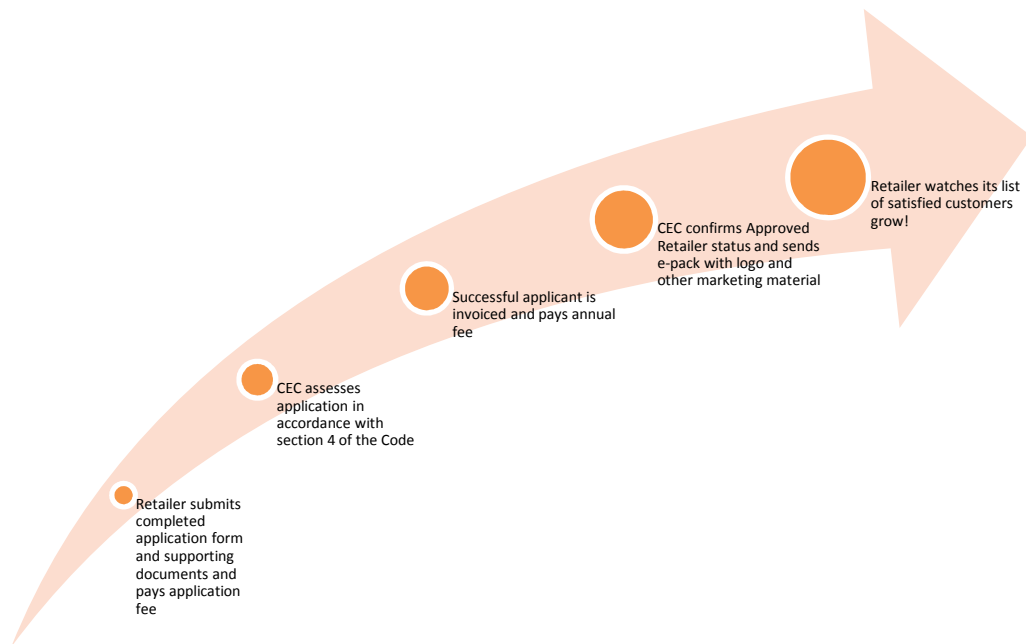 Retailer submits
completed
application form
and supporting
documents and
pays application
fee
CEC assesses
application in
accordance with
section 4 of the Code
Successful applicant is
invoiced and pays annual
fee
CEC confirms Approved
Retailer status and sends
e-pack with logo and
other marketing material
Retailer watches its list
of satisfied customers
grow!